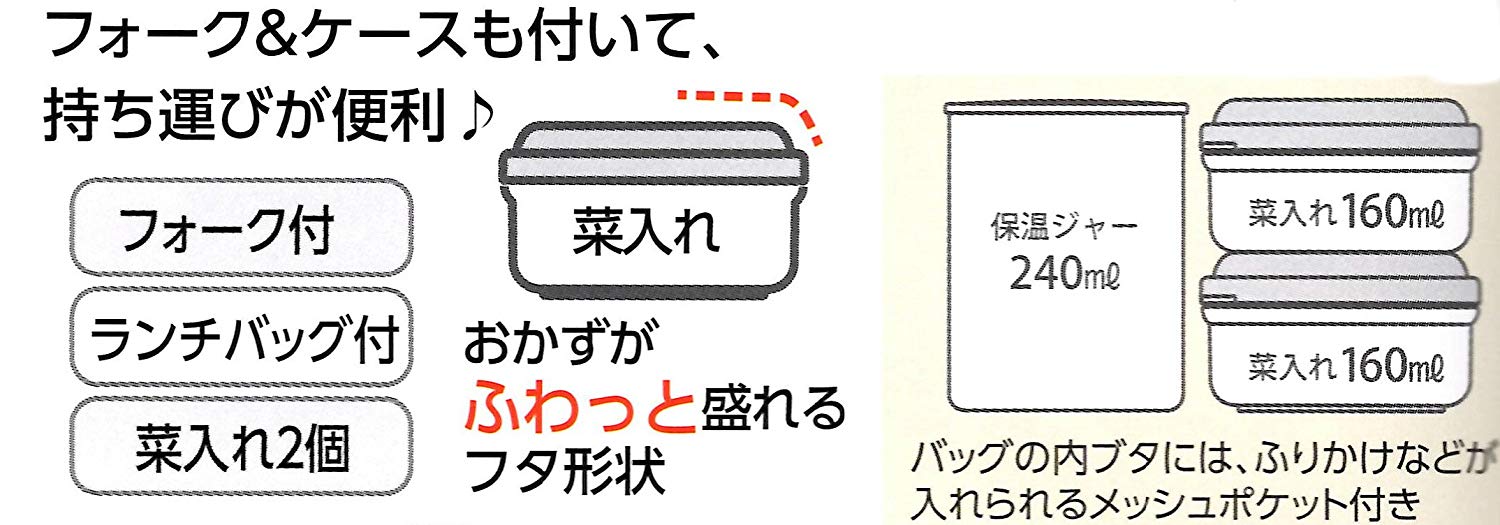 フォーク&ケースも付いて、
持ち運びが便利♪
フォーク付
ランチバッグ付
菜入れ2個
菜入れ
おかずが
ふわっと盛れる
フタ形状
保温ジャー
240mℓ
菜入れ160mℓ
菜入れ160mℓ
バッグの内ブタには、ふりかけなどが
入れられるメッシュポケット付き